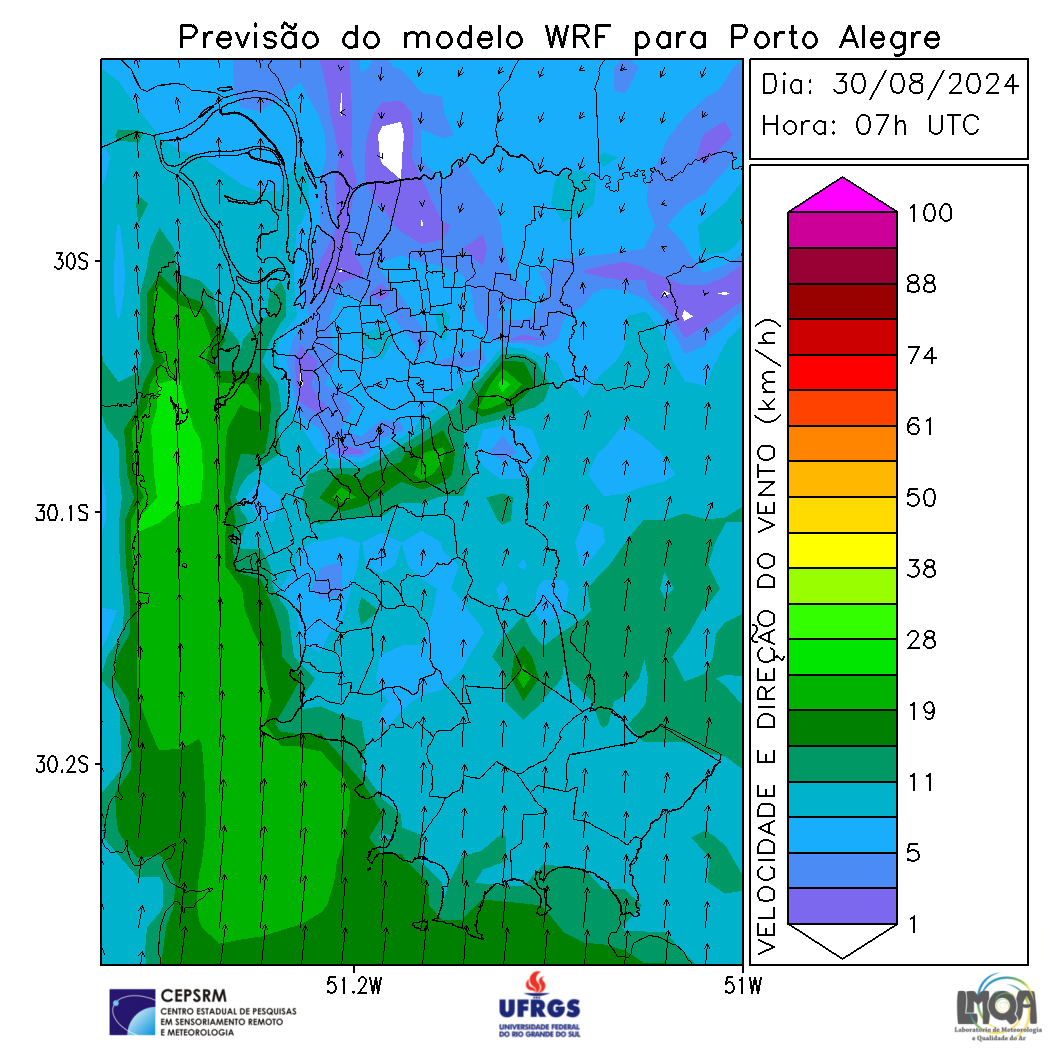 Previsão do modelo WRF para Porto Alegre
Dia: 30/08/2024
Hora: 07h UTC
30S
30.1S
30.2S
51.2W
51W
VELOCIDADE E DIREÇÃO DO VENTO (km/h)
100
88
74
61
50
38
28
19
11
5
1
CEPSRM
CENTRO ESTADUAL DE PESQUISAS
EM SENSORIAMENTO REMOTO
E METEOROLOGIA
UFRGS
UNIVERSIDADE FEDERAL
DO RIO GRANDE DO SUL
LMQA
Laboratório de Meteorologia
e Qualidade do Ar